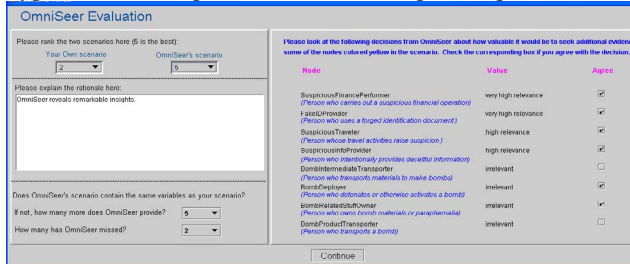 OmniSeer Evaluation
Please rank the two scenarios here (5 is the best):
Your Own scenario
OmniSeer's scenario
2
5
Please explain the rationale here:
OmniSeer reveals remarkable insights.
Does OmniSeer's scenario contain the same variables as your scenario?
If not, how many more does OmniSeer provide?
5
How many has OmniSeer missed?
2
Please look at the following decisions from OmniSeer about how valuable it would be to seek additional eviden
some of the nodes colored yellow in the scenario. Check the corresponding box if you agree with the decision.
Node Value Agree
SuspiciousFinancePerformer very high relevance
(Person who carries out a suspicious financial operation)
FakeIDProvider very high relevance
(Person who uses a forged identification document )
SuspiciousTraveler high relevance
(Person whose travel activities raise suspicion )
SuspiciousInfoProvider high relevance
(Person who intentionally provides deceitful information)
BombIntermediateTransporter irrelevant
(Person who transports materials to make bombs)
BombDeployer irrelevant
(Person who detonates or otherwise activates a bomb)
BombRelatedStuffOwner irrelevant
(Person who owns bomb materials or paraphernalia)
BombProductTransporter irrelevant
(Person who transports a bomb)
Continue